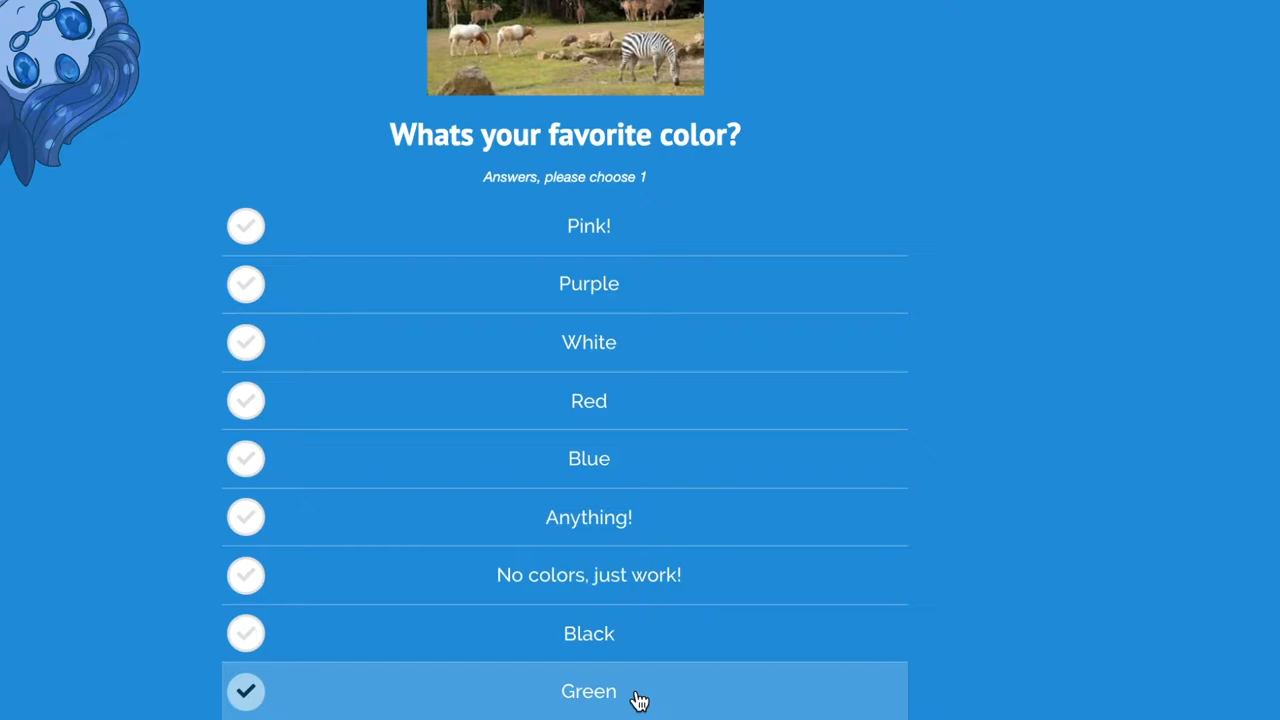 Whats your favorite color?
Answers, please choose 1
Pink!
Purple
White
Red
Blue
Anything!
No colors, just work!
Black
Green